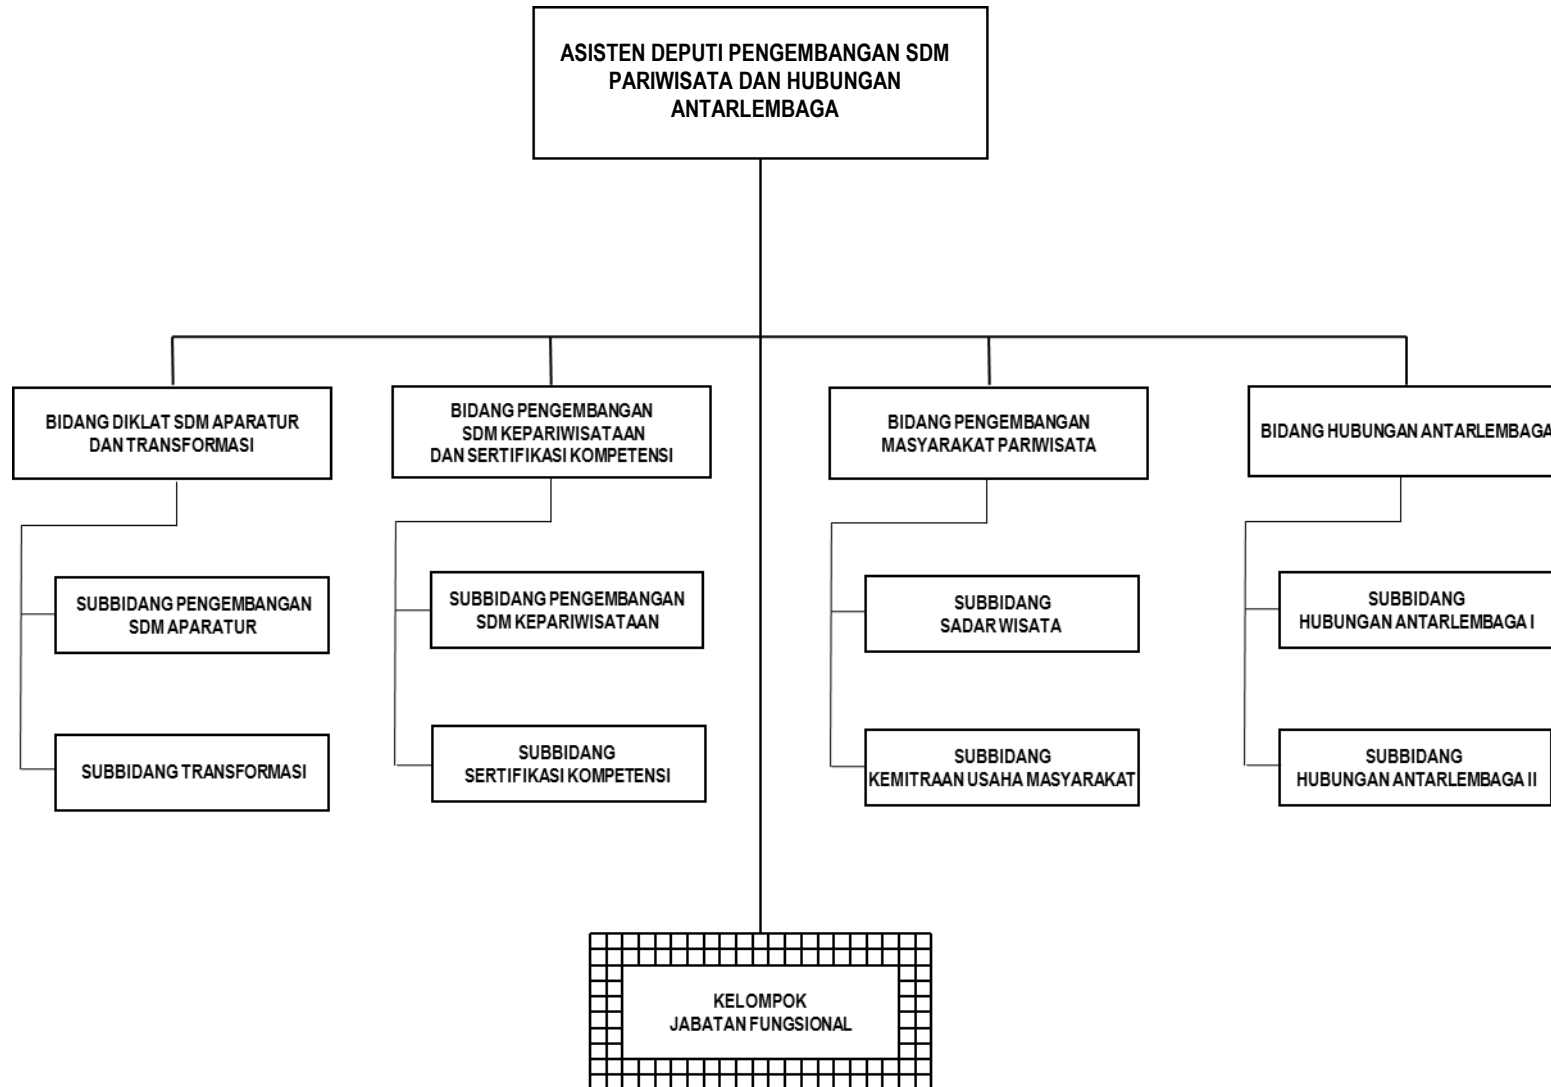 ASISTEN DEPUTI PENGEMBANGAN SDM
PARIWISATA DAN HUBUNGAN
ANTARLEMBAGA
BIDANG DIKLAT SDM APARATUR
DAN TRANSFORMASI
BIDANG PENGEMBANGAN
SDM KEPARIWISATAAN
DAN SERTIFIKASI KOMPETENSI
BIDANG PENGEMBANGAN
MASYARAKAT PARIWISATA
BIDANG HUBUNGAN ANTARLEMBAGA
SUBBIDANG PENGEMBANGAN
SDM APARATUR
SUBBIDANG PENGEMBANGAN
SDM KEPARIWISATAAN
SUBBIDANG
SADAR WISATA
SUBBIDANG
HUBUNGAN ANTARLEMBAGA I
SUBBIDANG TRANSFORMASI
SUBBIDANG
SERTIFIKASI KOMPETENSI
SUBBIDANG
KEMITRAAN USAHA MASYARAKAT
SUBBIDANG
HUBUNGAN ANTARLEMBAGA II
KELOMPOK
JABATAN FUNGSIONAL